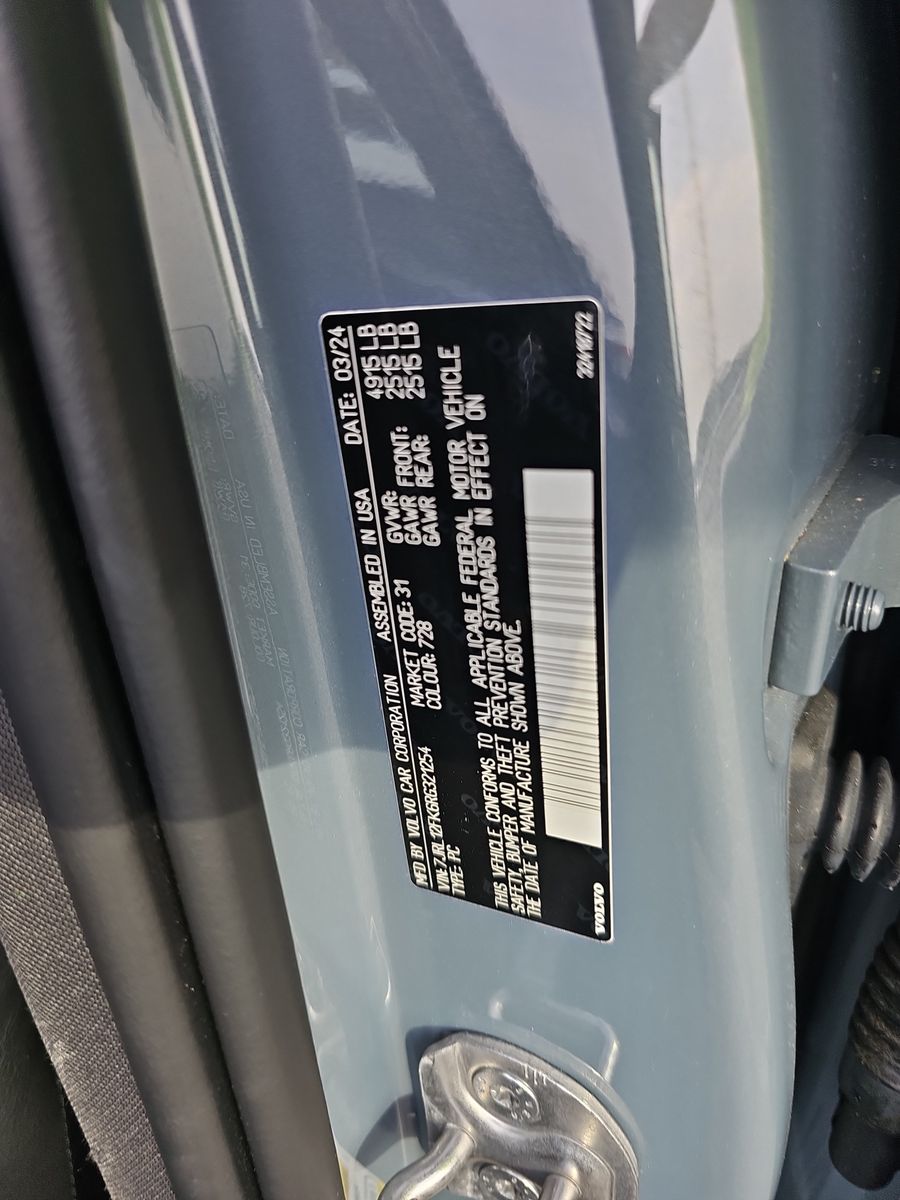 MFD BY VOLVO CAR CORPORATION ASSEMBLED IN USA DATE: 03/24
VIN:7JRL12FK6RG321254 MARKET CODE: 31 GVWR: 4915 LB
TYPE: PC COLOUR: 728 GAWR FRONT: 2515 LB
GAWR REAR: 2515 LB
THIS VEHICLE CONFORMS TO ALL APPLICABLE FEDERAL MOTOR VEHICLE
SAFETY, BUMPER AND THEFT PREVENTION STANDARDS IN EFFECT ON
THE DATE OF MANUFACTURE SHOWN ABOVE.
VOLVO